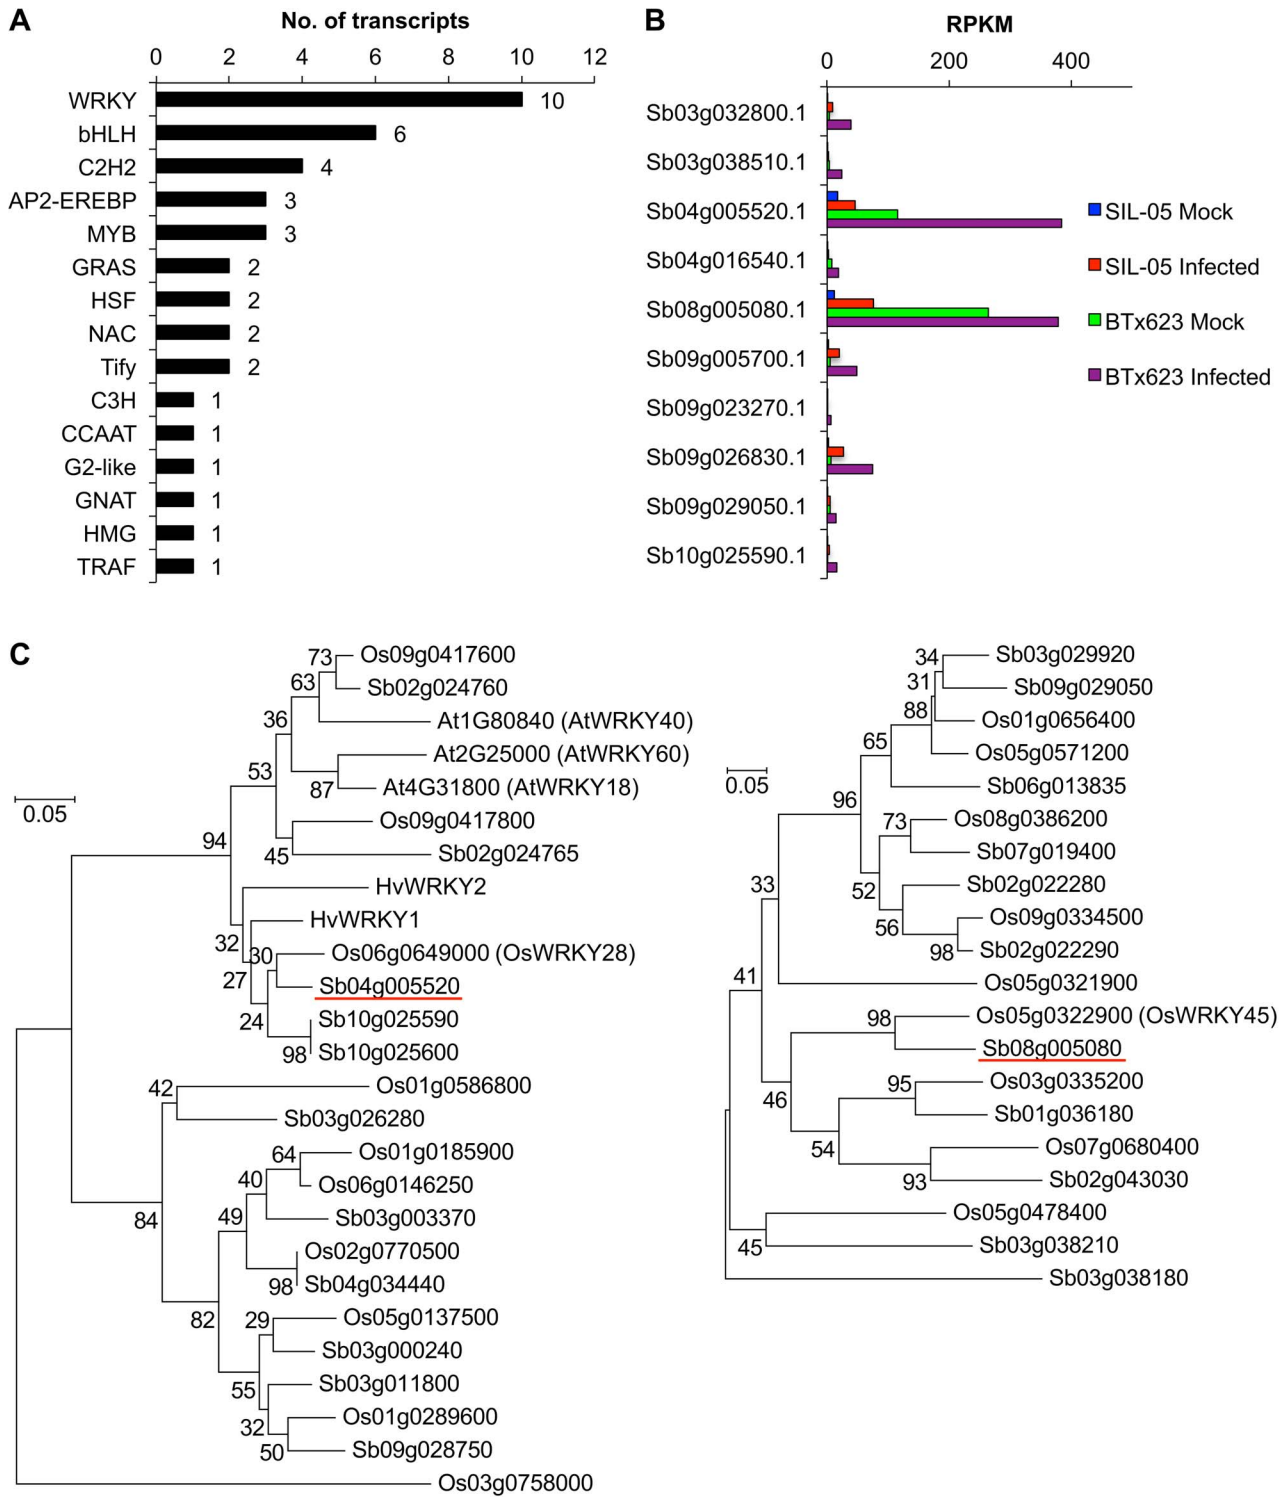 A
No. of transcripts
0 2 4 6 8 10 12
WRKY 10
bHLH 6
C2H2 4
AP2-EREBP 3
MYB 3
GRAS 2
HSF 2
NAC 2
Tify 2
C3H 1
CCAAT 1
G2-like 1
GNAT 1
HMG 1
TRAF 1
B
RPKM
0 200 400
Sb03g032800.1
Sb03g038510.1
Sb04g005520.1
Sb04g016540.1
Sb08g005080.1
Sb09g005700.1
Sb09g023270.1
Sb09g026830.1
Sb09g029050.1
Sb10g025590.1
SIL-05 Mock
SIL-05 Infected
BTx623 Mock
BTx623 Infected
C
0.05
73 Os09g0417600
63 Sb02g024760
36 At1G80840 (AtWRKY40)
At2G25000 (AtWRKY60)
53 87 At4G31800 (AtWRKY18)
Os09g0417800
94 45 Sb02g024765
HvWRKY2
HvWRKY1
32 30 Os06g0649000 (OsWRKY28)
27 Sb04g005520
24 Sb10g025590
98 Sb10g025600
42 Os01g0586800
Sb03g026280
64 Os01g0185900
40 Os06g0146250
84 49 Sb03g003370
Os02g0770500
98 Sb04g034440
82 29 Os05g0137500
Sb03g000240
55 Sb03g011800
32 Os01g0289600
50 Sb09g028750
Os03g0758000
0.05
34 Sb03g029920
31 Sb09g029050
88 Os01g0656400
65 Os05g0571200
Sb06g013835
96 73 Os08g0386200
Sb07g019400
33 52 Sb02g022280
56 Os09g0334500
98 Sb02g022290
41 Os05g0321900
98 Os05g0322900 (OsWRKY45)
Sb08g005080
46 95 Os03g0335200
Sb01g036180
54 Os07g0680400
93 Sb02g043030
Os05g0478400
45 Sb03g038210
Sb03g038180